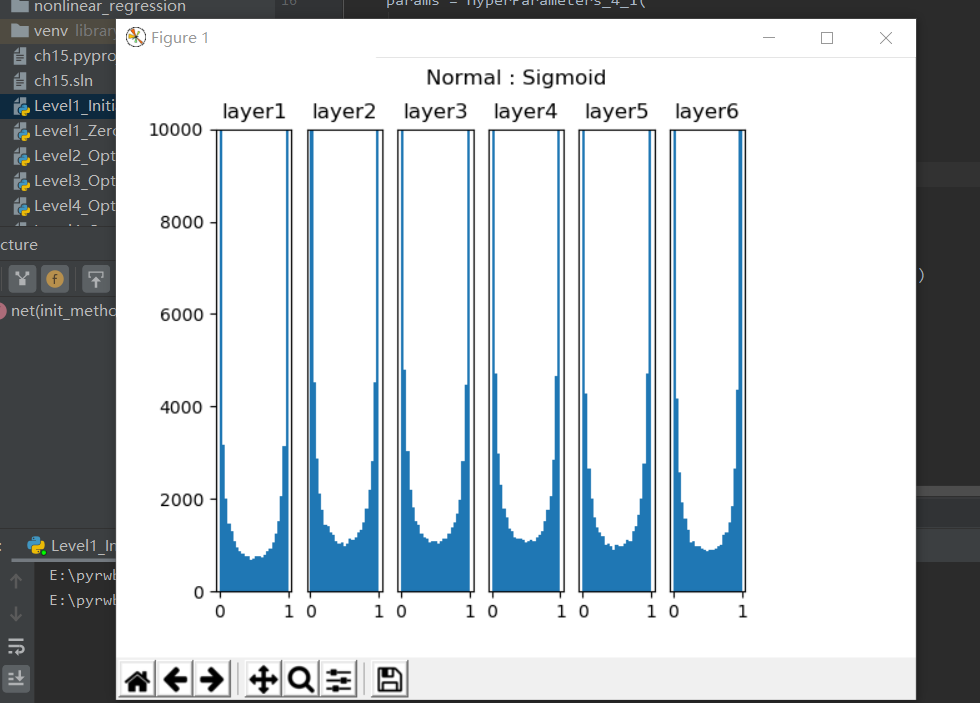 nonlinear_regression
16
params = HyperParameters_4_1(
venv library
ch15.pypro
ch15.sln
Level1_Initi
Level1_Zero
Level2_Opt
Level3_Opt
Level4_Opt
cture
f
net(init_metho
)
Figure 1
Normal : Sigmoid
layer1 layer2 layer3 layer4 layer5 layer6
10000
8000
6000
4000
2000
0
0 1 0 1 0 1 0 1 0 1 0 1
:
Level1_In
E:\pyrwb
E:\pyrwb